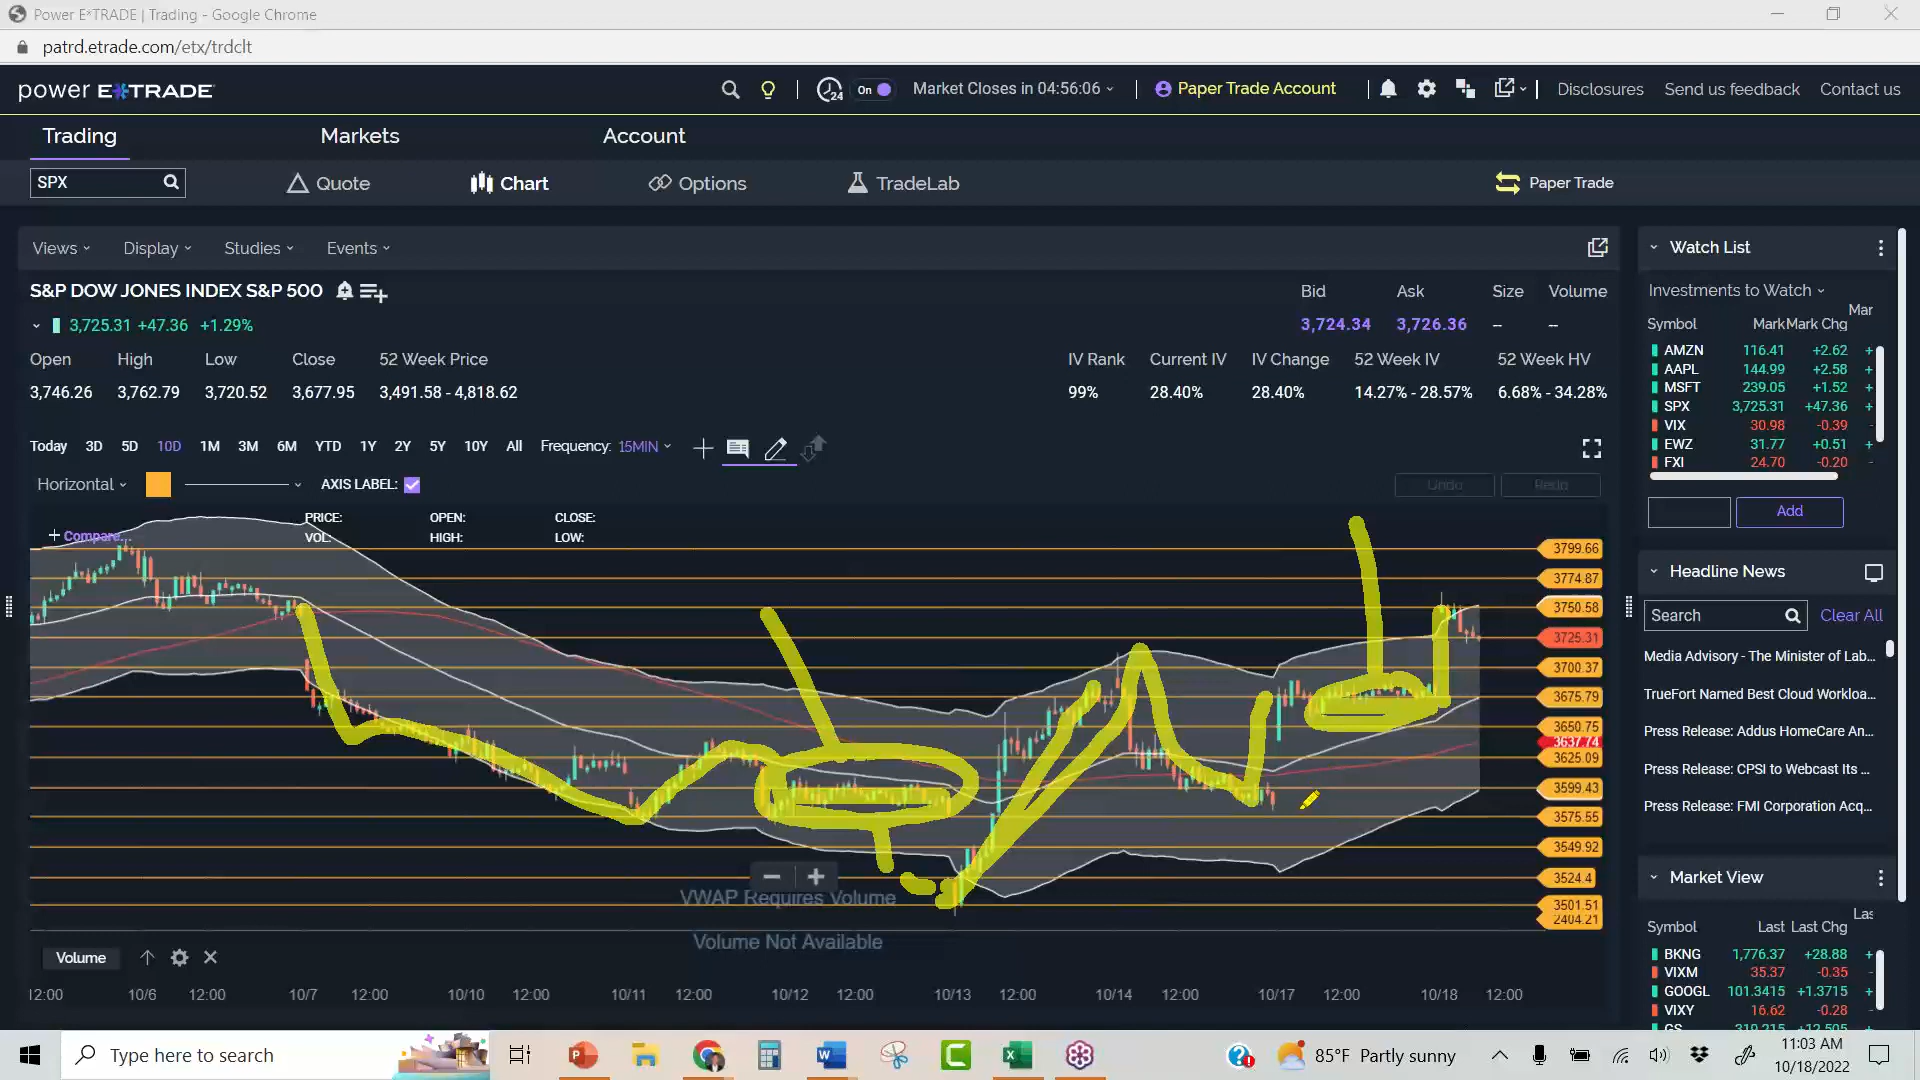 Power E*TRADE | Trading - Google Chrome
patrd.etrade.com/etx/trdclt
power E*TRADE 24 On Market Closes in 04:56:06 Paper Trade Account Disclosures Send us feedback Contact us
Trading Markets Account
SPX Quote Chart Options TradeLab Paper Trade
Views Display Studies Events
S&P DOW JONES INDEX S&P 500 Bid Ask Size Volume
3,725.31 +47.36 +1.29% 3,724.34 3,726.36 -- --
Open High Low Close 52 Week Price IV Rank Current IV IV Change 52 Week IV 52 Week HV
3,746.26 3,762.79 3,720.52 3,677.95 3,491.58 - 4,818.62 99% 28.40% 28.40% 14.27% - 28.57% 6.68% - 34.28%
Today 3D 5D 10D 1M 3M 6M YTD 1Y 2Y 5Y 10Y All Frequency: 15MIN
Horizontal AXIS LABEL: Undo Redo
PRICE: OPEN: CLOSE:
+ Compare... VOL: HIGH: LOW:
3799.66
3774.87
3750.58
3725.31
3700.37
3675.79
3650.75
3637.74
3625.09
3599.43
3575.55
3549.92
3524.4
3501.51
2404.21
VWAP Requires Volume
Volume Not Available
Volume
12:00 10/6 12:00 10/7 12:00 10/10 12:00 10/11 12:00 10/12 12:00 10/13 12:00 10/14 12:00 10/17 12:00 10/18 12:00
Watch List
Investments to Watch
Mar
Symbol Mark Mark Chg
AMZN 116.41 +2.62 +
AAPL 144.99 +2.58 +
MSFT 239.05 +1.52 +
SPX 3,725.31 +47.36 +
VIX 30.98 -0.39 -
EWZ 31.77 +0.51 +
FXI 24.70 -0.20 -
Add
Headline News
Search Clear All
Media Advisory - The Minister of Lab...
TrueFort Named Best Cloud Workloa...
Press Release: Addus HomeCare An...
Press Release: CPSI to Webcast Its ...
Press Release: FMI Corporation Acq...
Market View
Las
Symbol Last Last Chg
BKNG 1,776.37 +28.88 +
VIXM 35.37 -0.35 -
GOOGL 101.3415 +1.3715 +
VIXY 16.62 -0.28 -
GS 319.215 +12.505
Type here to search 85°F Partly sunny 11:03 AM
10/18/2022